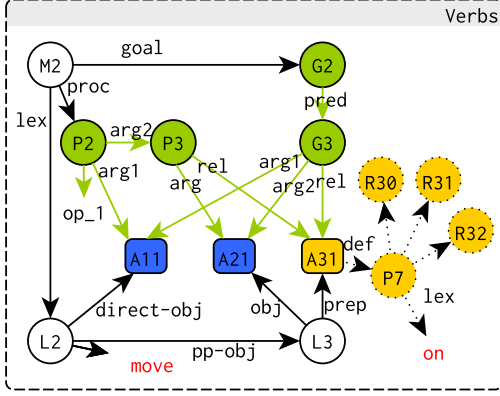 Verbs
M2
goal
G2
proc
pred
lex
P2
arg2
P3
arg1
G3
arg1
rel
arg
arg2
rel
R30
R31
op_1
R32
A11
A21
A31
def
P7
direct-obj
obj
prep
lex
L2
pp-obj
L3
move
on